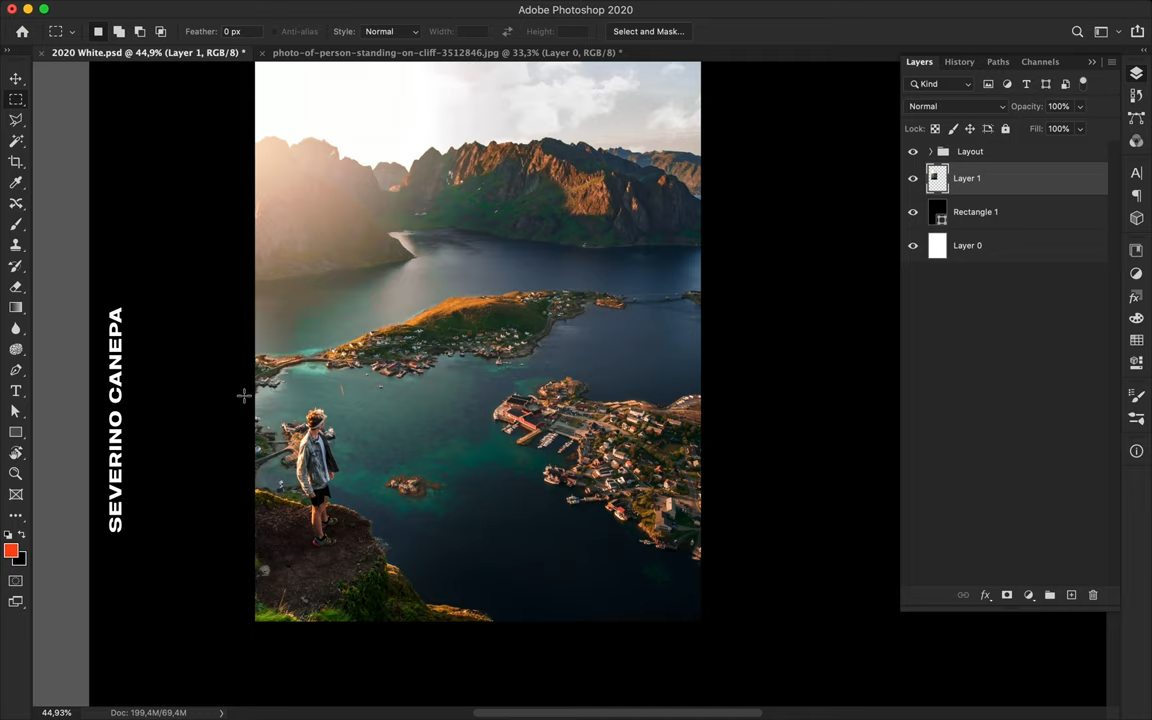 Adobe Photoshop 2020
Feather: 0 px Anti-alias Style: Normal Width: Height: Select and Mask...
2020 White.psd @ 44,9% (Layer 1, RGB/8) * photo-of-person-standing-on-cliff-3512846.jpg @ 33,3% (Layer 0, RGB/8) *
Layers History Paths Channels
Kind
Normal Opacity: 100%
Lock: Fill: 100%
Layout
Layer 1
Rectangle 1
Layer 0
SEVERINO CANEPA
44,93% Doc: 199,4M/69,4M